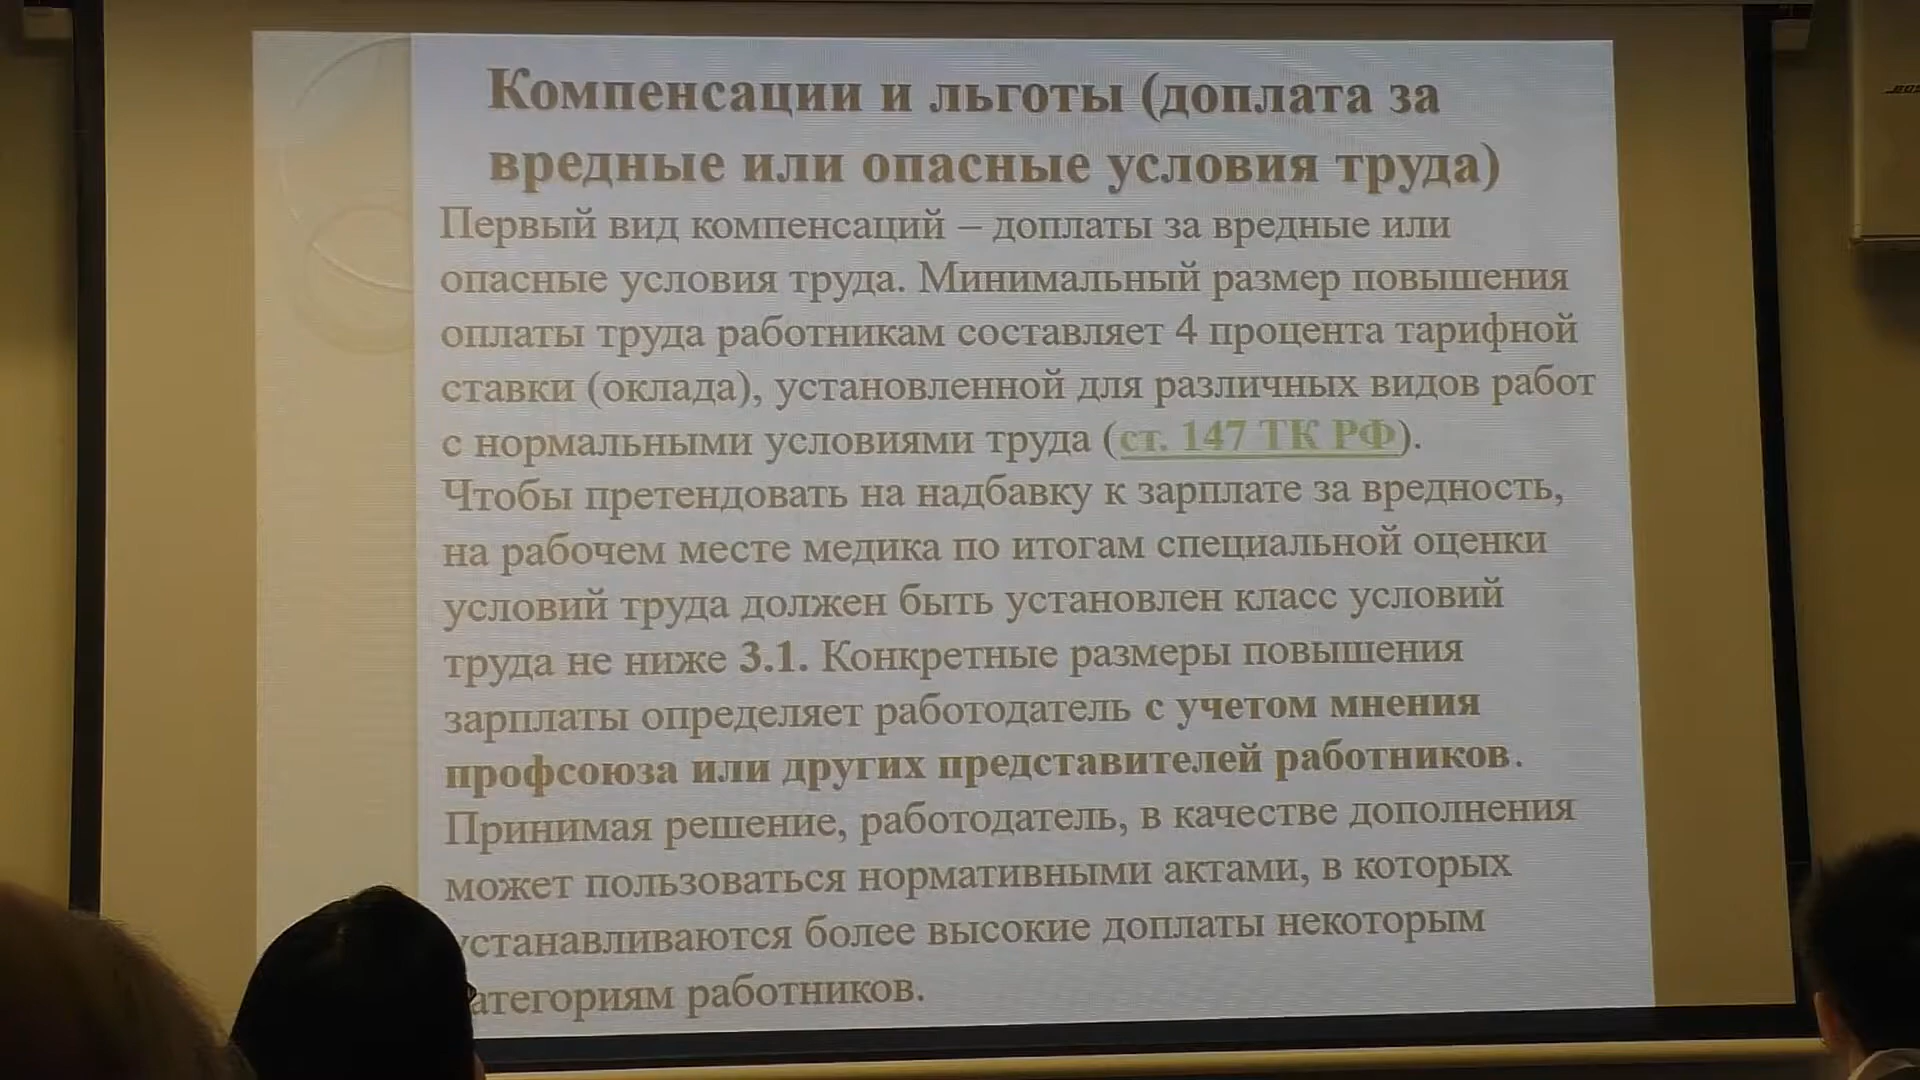 Компенсации и льготы (доплата за
вредные или опасные условия труда)
Первый вид компенсаций – доплаты за вредные или
опасные условия труда. Минимальный размер повышения
оплаты труда работникам составляет 4 процента тарифной
ставки (оклада), установленной для различных видов работ
с нормальными условиями труда (ст. 147 ТК РФ).
Чтобы претендовать на надбавку к зарплате за вредность,
на рабочем месте медика по итогам специальной оценки
условий труда должен быть установлен класс условий
труда не ниже 3.1. Конкретные размеры повышения
зарплаты определяет работодатель с учетом мнения
профсоюза или других представителей работников.
Принимая решение, работодатель, в качестве дополнения
может пользоваться нормативными актами, в которых
устанавливаются более высокие доплаты некоторым
атегориям работников.